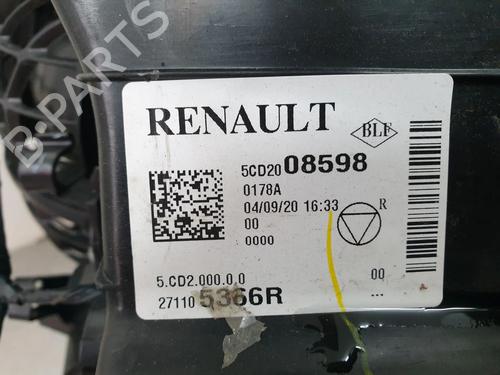 B-PARTS
RENAULT
BLF
5CD20 08598
0178A
04/09/20 16:33
R
00
0000
5.CD2.000.0.0
00
27110 5366R
...